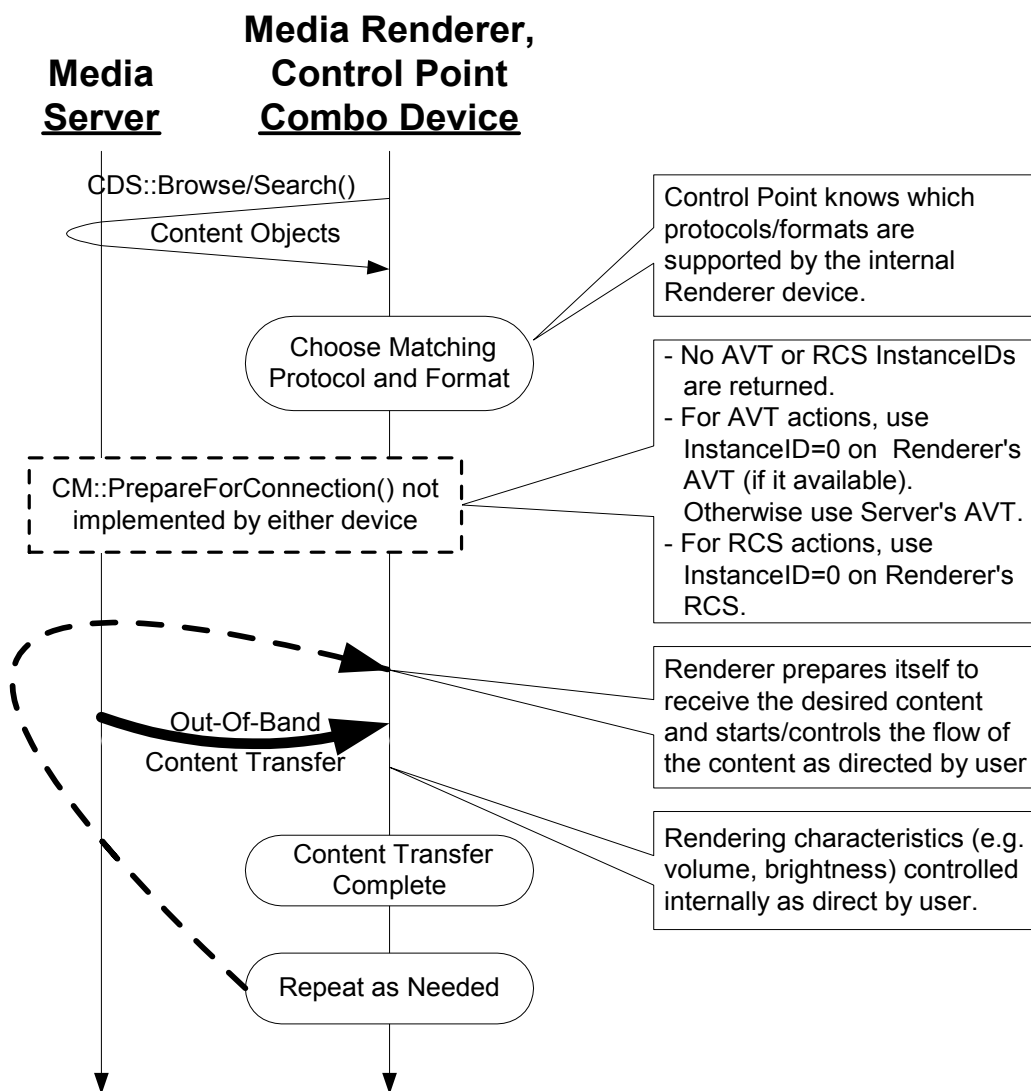 Media
Server
Media Renderer,
Control Point
Combo Device
CDS::Browse/Search()
Content Objects
Control Point knows which
protocols/formats are
supported by the internal
Renderer device.
Choose Matching
Protocol and Format
- No AVT or RCS InstanceIDs
are returned.
- For AVT actions, use
InstanceID=0 on Renderer's
AVT (if it available).
Otherwise use Server's AVT.
- For RCS actions, use
InstanceID=0 on Renderer's
RCS.
CM::PrepareForConnection() not
implemented by either device
Renderer prepares itself to
receive the desired content
and starts/controls the flow of
the content as directed by user
Out-Of-Band
Content Transfer
Rendering characteristics (e.g.
volume, brightness) controlled
internally as direct by user.
Content Transfer
Complete
Repeat as Needed